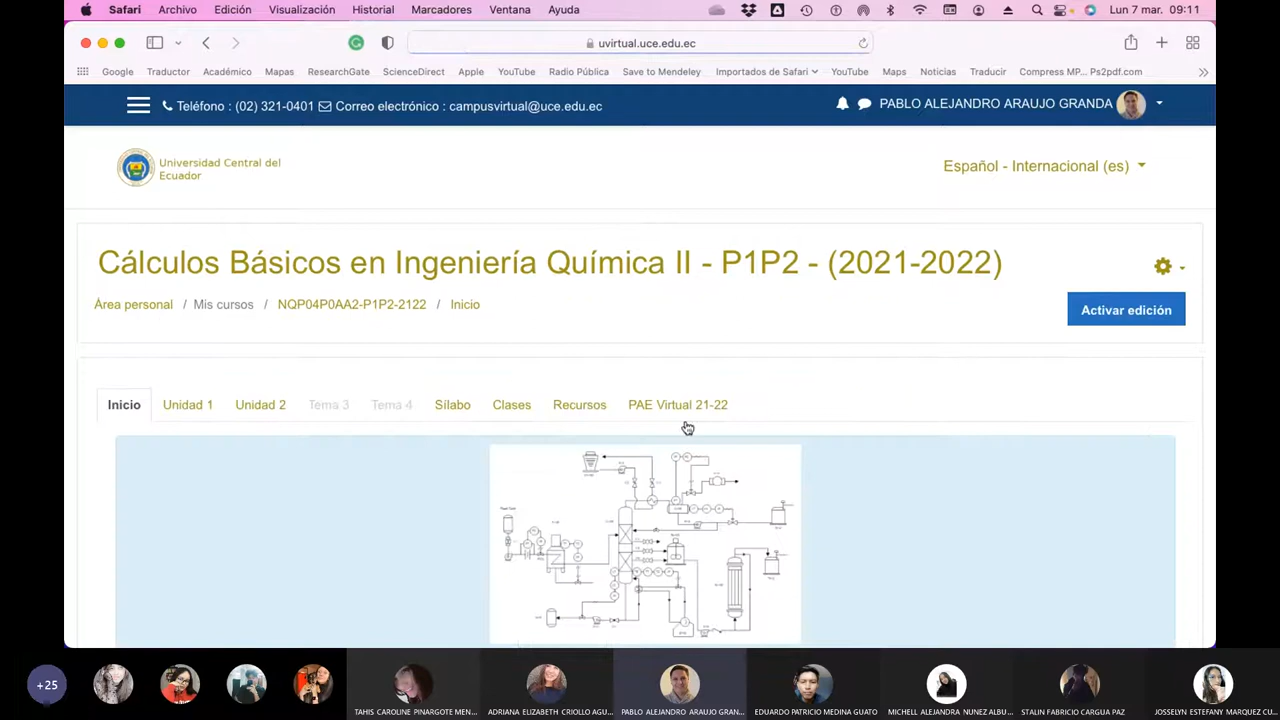 Safari Archivo Edición Visualización Historial Marcadores Ventana Ayuda Lun 7 mar. 09:11
uvirtual.uce.edu.ec
Google Traductor Académico Mapas ResearchGate ScienceDirect Apple YouTube Radio Pública Save to Mendeley Importados de Safari YouTube Maps Noticias Traducir Compress MP... Ps2pdf.com
Teléfono : (02) 321-0401 Correo electrónico : campusvirtual@uce.edu.ec PABLO ALEJANDRO ARAUJO GRANDA
Universidad Central del
Ecuador
Español - Internacional (es)
Cálculos Básicos en Ingeniería Química II - P1P2 - (2021-2022)
Área personal / Mis cursos / NQP04P0AA2-P1P2-2122 / Inicio
Activar edición
Inicio Unidad 1 Unidad 2 Tema 3 Tema 4 Sílabo Clases Recursos PAE Virtual 21-22
+25
TAHIS CAROLINE PINARGOTE MEN... ADRIANA ELIZABETH CRIOLLO AGU... PABLO ALEJANDRO ARAUJO GRAN... EDUARDO PATRICIO MEDINA GUATO MICHELL ALEJANDRA NUNEZ ALBU... STALIN FABRICIO CARGUA PAZ JOSSELYN ESTEFANY MARQUEZ CU...